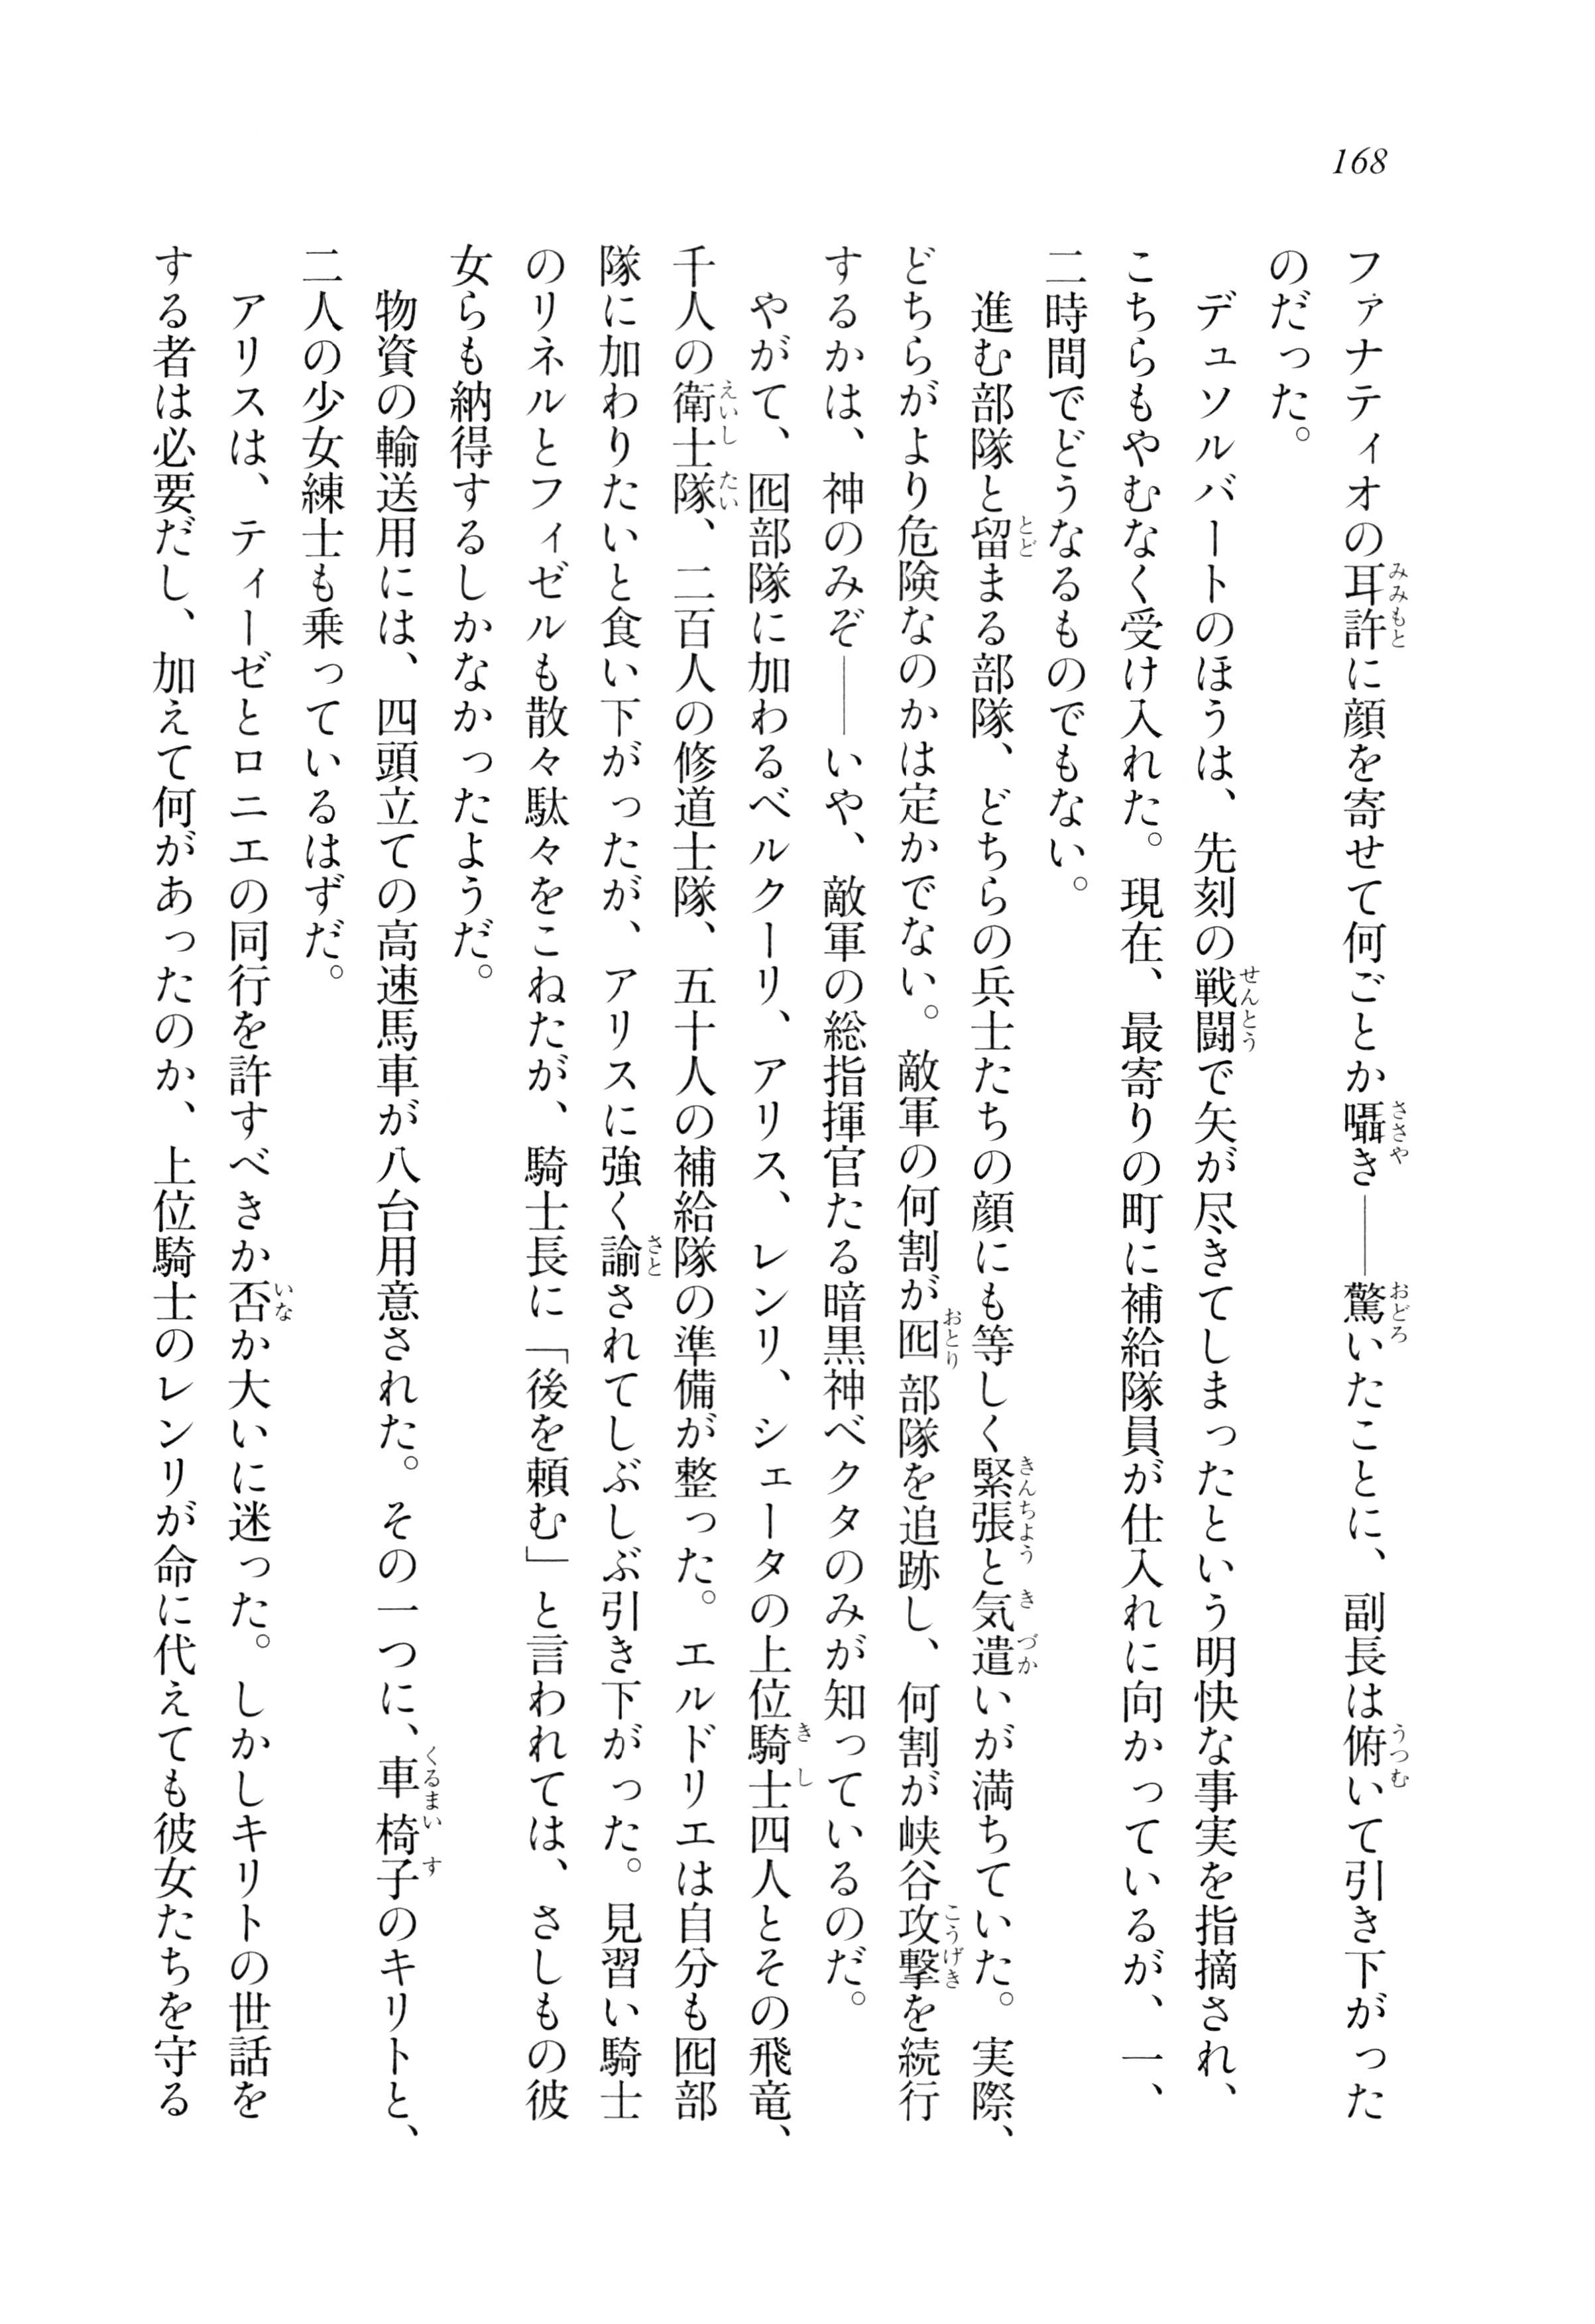 168
ファナティオの耳許に顔を寄せて何ごとか囁き――驚いたことに、副長は俯いて引き下がった
のだった。
デュソルバートのほうは、先刻の戦闘で矢が尽きてしまったという明快な事実を指摘され、
こちらもやむなく受け入れた。現在、最寄りの町に補給隊員が仕入れに向かっているが、一、
二時間でどうなるものでもない。
進む部隊と留まる部隊、どちらの兵士たちの顔にも等しく緊張と気遣いが満ちていた。実際、
どちらがより危険なのかは定かでない。敵軍の何割が囮部隊を追跡し、何割が峡谷攻撃を続行
するかは、神のみぞ――いや、敵軍の総指揮官たる暗黒神ベクタのみが知っているのだ。
やがて、囮部隊に加わるベルクーリ、アリス、レンリ、シェータの上位騎士四人とその飛竜、
千人の衛士隊、二百人の修道士隊、五十人の補給隊の準備が整った。エルドリエは自分も囮部
隊に加わりたいと食い下がったが、アリスに強く諭されてしぶしぶ引き下がった。見習い騎士
のリネルとフィゼルも散々駄々をこねたが、騎士長に「後を頼む」と言われては、さしもの彼
女らも納得するしかなかったようだ。
物資の輸送用には、四頭立ての高速馬車が八台用意された。その一つに、車椅子のキリトと、
二人の少女練士も乗っているはずだ。
アリスは、ティーゼとロニエの同行を許すべきか否か大いに迷った。しかしキリトの世話を
する者は必要だし、加えて何があったのか、上位騎士のレンリが命に代えても彼女たちを守る